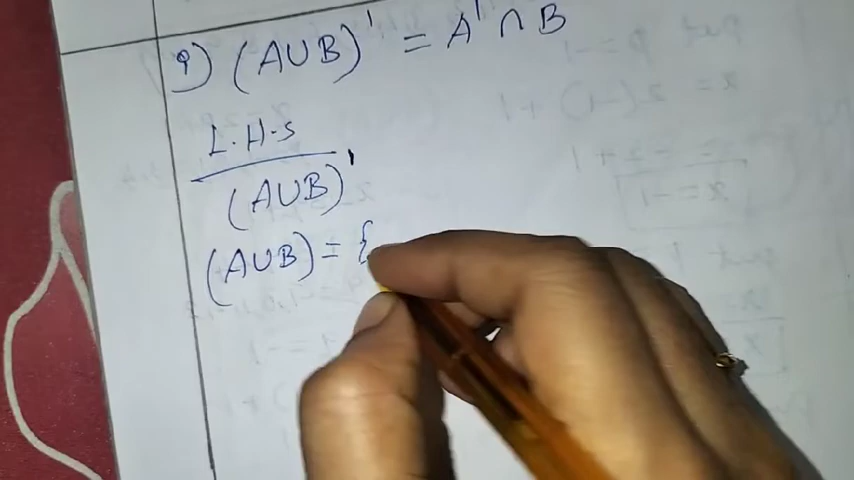 9) (AUB)' = A' ∩ B
L.H.S
(AUB)'
(AUB) = {